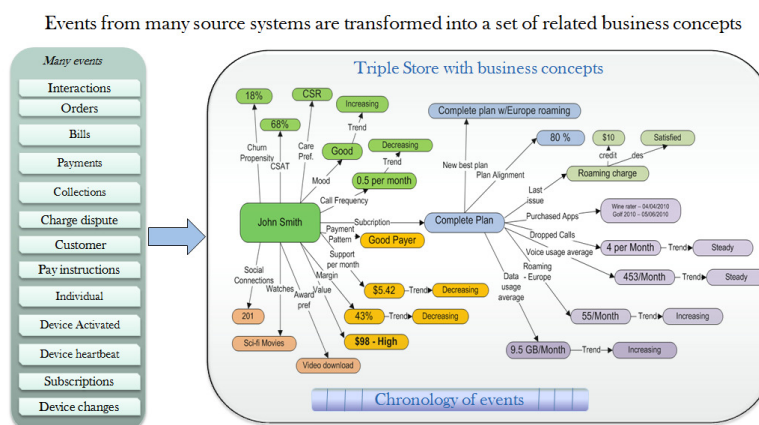 Events from many source systems are transformed into a set of related business concepts
Many events
Interactions
Orders
Bills
Payments
Collections
Charge dispute
Customer
Pay instructions
Individual
Device Activated
Device heartbeat
Subscriptions
Device changes
Triple Store with business concepts
18%
CSR
Increasing
68%
Trend
Churn
Propensity
CSAT
Care
Pref.
Good
Decreasing
Trend
Mood
0.5 per month
Call Frequency
John Smith
Subcription
Complete Plan
Payment
Pattern
Good Payer
Support
per month
$5.42
Trend
Decreasing
Margin
43%
Trend
Decreasing
Value
$98 - High
Award
pref
Video download
Watches
Sci-fi Movies
Social
Connections
201
Complete plan w/Europe roaming
New best plan
80 %
Plan Alignment
$10
Satisfied
credit
des
Roaming charge
Last
issue
Purchased Apps
Wine rater – 04/04/2010
Golf 2010 – 05/06/2010
Dropped Calls
4 per Month
Trend
Steady
Voice usage average
453/Month
Trend
Steady
Roaming
- Europe
55/Month
Trend
Increasing
Data
usage
average
9.5 GB/Month
Trend
Increasing
Chronology of events